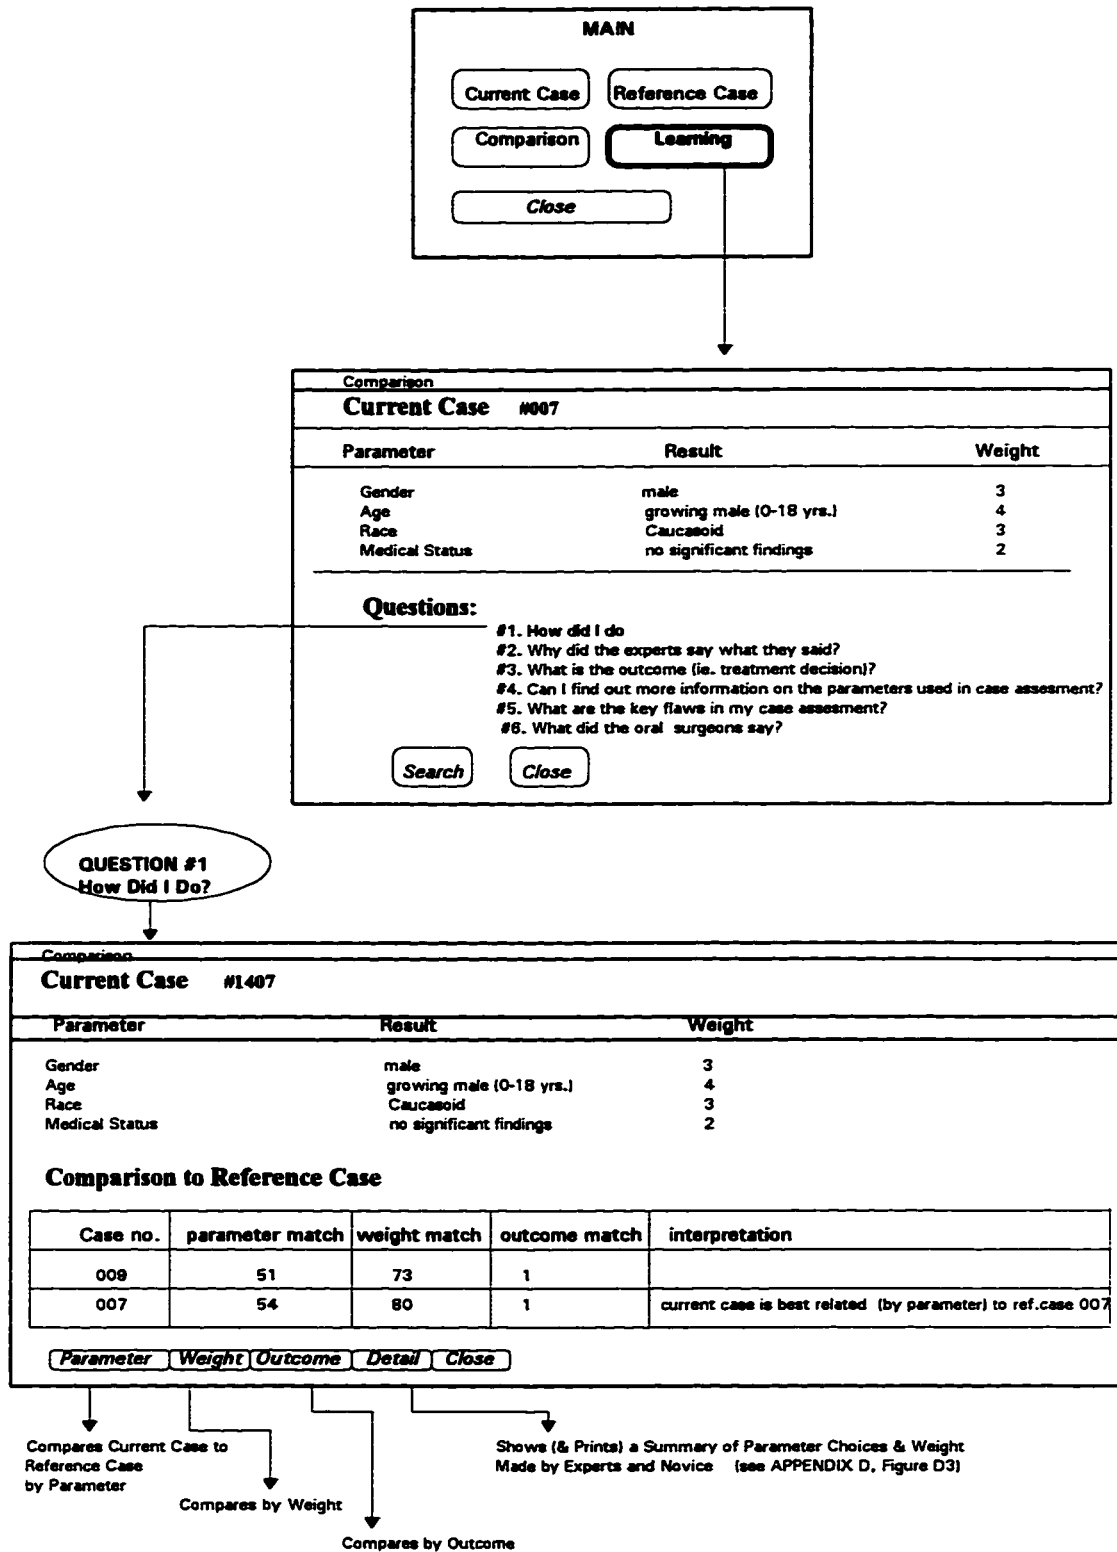 MAIN
Current Case Reference Case
Comparison Learning
Close
Comparison
Current Case #007
Parameter Result Weight
Gender male 3
Age growing male (0-18 yrs.) 4
Race Caucasoid 3
Medical Status no significant findings 2
Questions:
#1. How did I do
#2. Why did the experts say what they said?
#3. What is the outcome (ie. treatment decision)?
#4. Can I find out more information on the parameters used in case assesment?
#5. What are the key flaws in my case assesment?
#6. What did the oral surgeons say?
Search Close
QUESTION #1
How Did I Do?
Comparison
Current Case #1407
Parameter Result Weight
Gender male 3
Age growing male (0-18 yrs.) 4
Race Caucasoid 3
Medical Status no significant findings 2
Comparison to Reference Case
Case no. parameter match weight match outcome match interpretation
009 51 73 1
007 54 80 1 current case is best related (by parameter) to ref.case 007
Parameter Weight Outcome Detail Close
Compares Current Case to
Reference Case
by Parameter
Compares by Weight
Compares by Outcome
Shows (& Prints) a Summary of Parameter Choices & Weight
Made by Experts and Novice (see APPENDIX D, Figure D3)